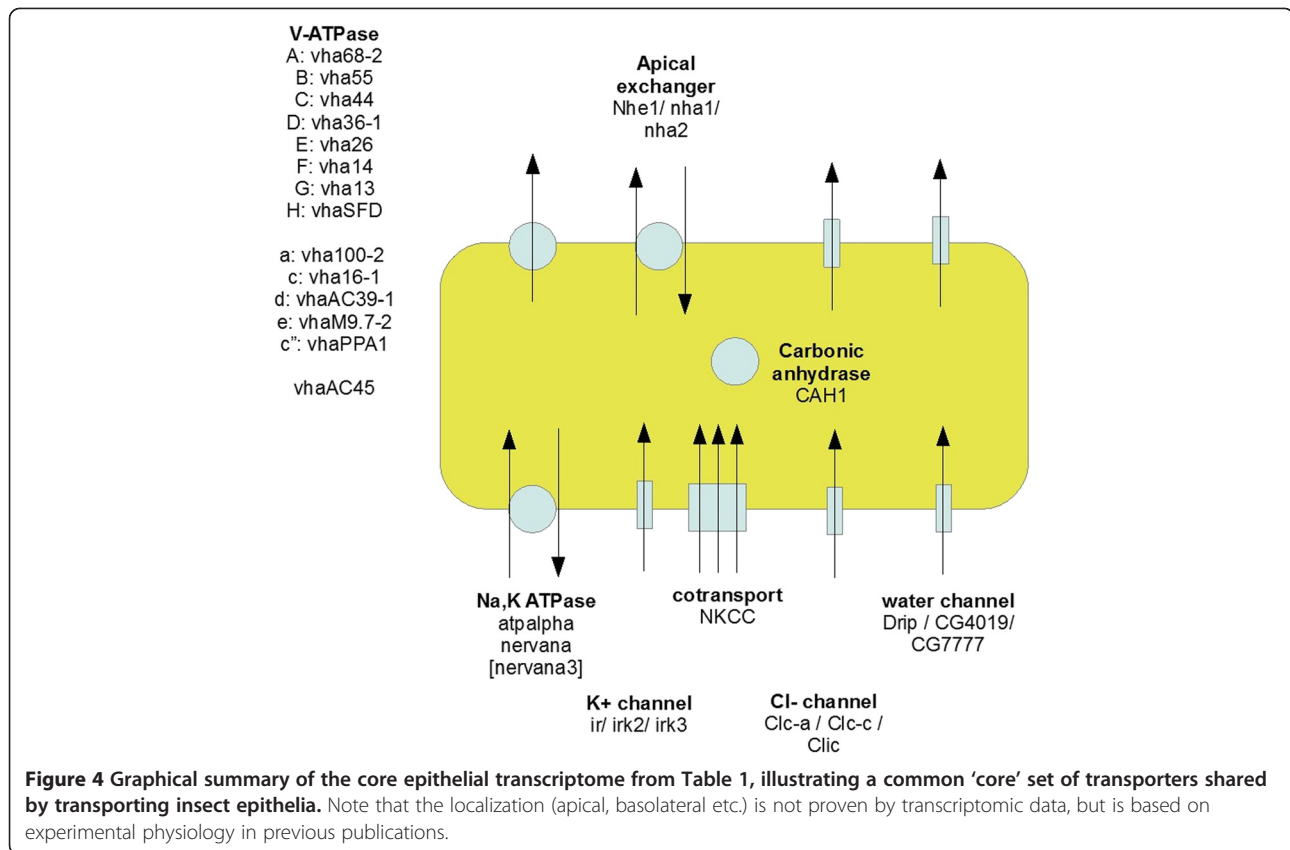 V-ATPase
A: vha68-2
B: vha55
C: vha44
D: vha36-1
E: vha26
F: vha14
G: vha13
H: vhaSFD
a: vha100-2
c: vha16-1
d: vhaAC39-1
e: vhaM9.7-2
c”: vhaPPA1
vhaAC45
Apical
exchanger
Nhe1/ nha1/
nha2
Carbonic
anhydrase
CAH1
Na,K ATPase
atpalpha
nervana
[nervana3]
K+ channel
ir/ irk2/ irk3
cotransport
NKCC
Cl- channel
Clc-a / Clc-c /
Clic
water channel
Drip / CG4019/
CG7777
Figure 4 Graphical summary of the core epithelial transcriptome from Table 1, illustrating a common ‘core’ set of transporters shared
by transporting insect epithelia. Note that the localization (apical, basolateral etc.) is not proven by transcriptomic data, but is based on
experimental physiology in previous publications.